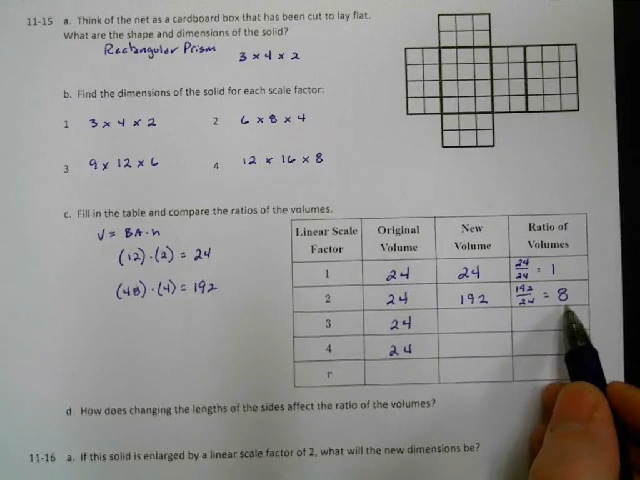 11-15 a. Think of the net as a cardboard box that has been cut to lay flat.
What are the shape and dimensions of the solid?
Rectangular Prism 3 x 4 x 2
b. Find the dimensions of the solid for each scale factor:
1 3 x 4 x 2 2 6 x 8 x 4
3 9 x 12 x 6 4 12 x 16 x 8
c. Fill in the table and compare the ratios of the volumes.
V = BA · h
(12) · (2) = 24
(48) · (4) = 192
Linear Scale Factor Original Volume New Volume Ratio of Volumes
1 24 24 24/24 = 1
2 24 192 192/24 = 8
3 24
4 24
r
d. How does changing the lengths of the sides affect the ratio of the volumes?
11-16 a. If this solid is enlarged by a linear scale factor of 2, what will the new dimensions be?